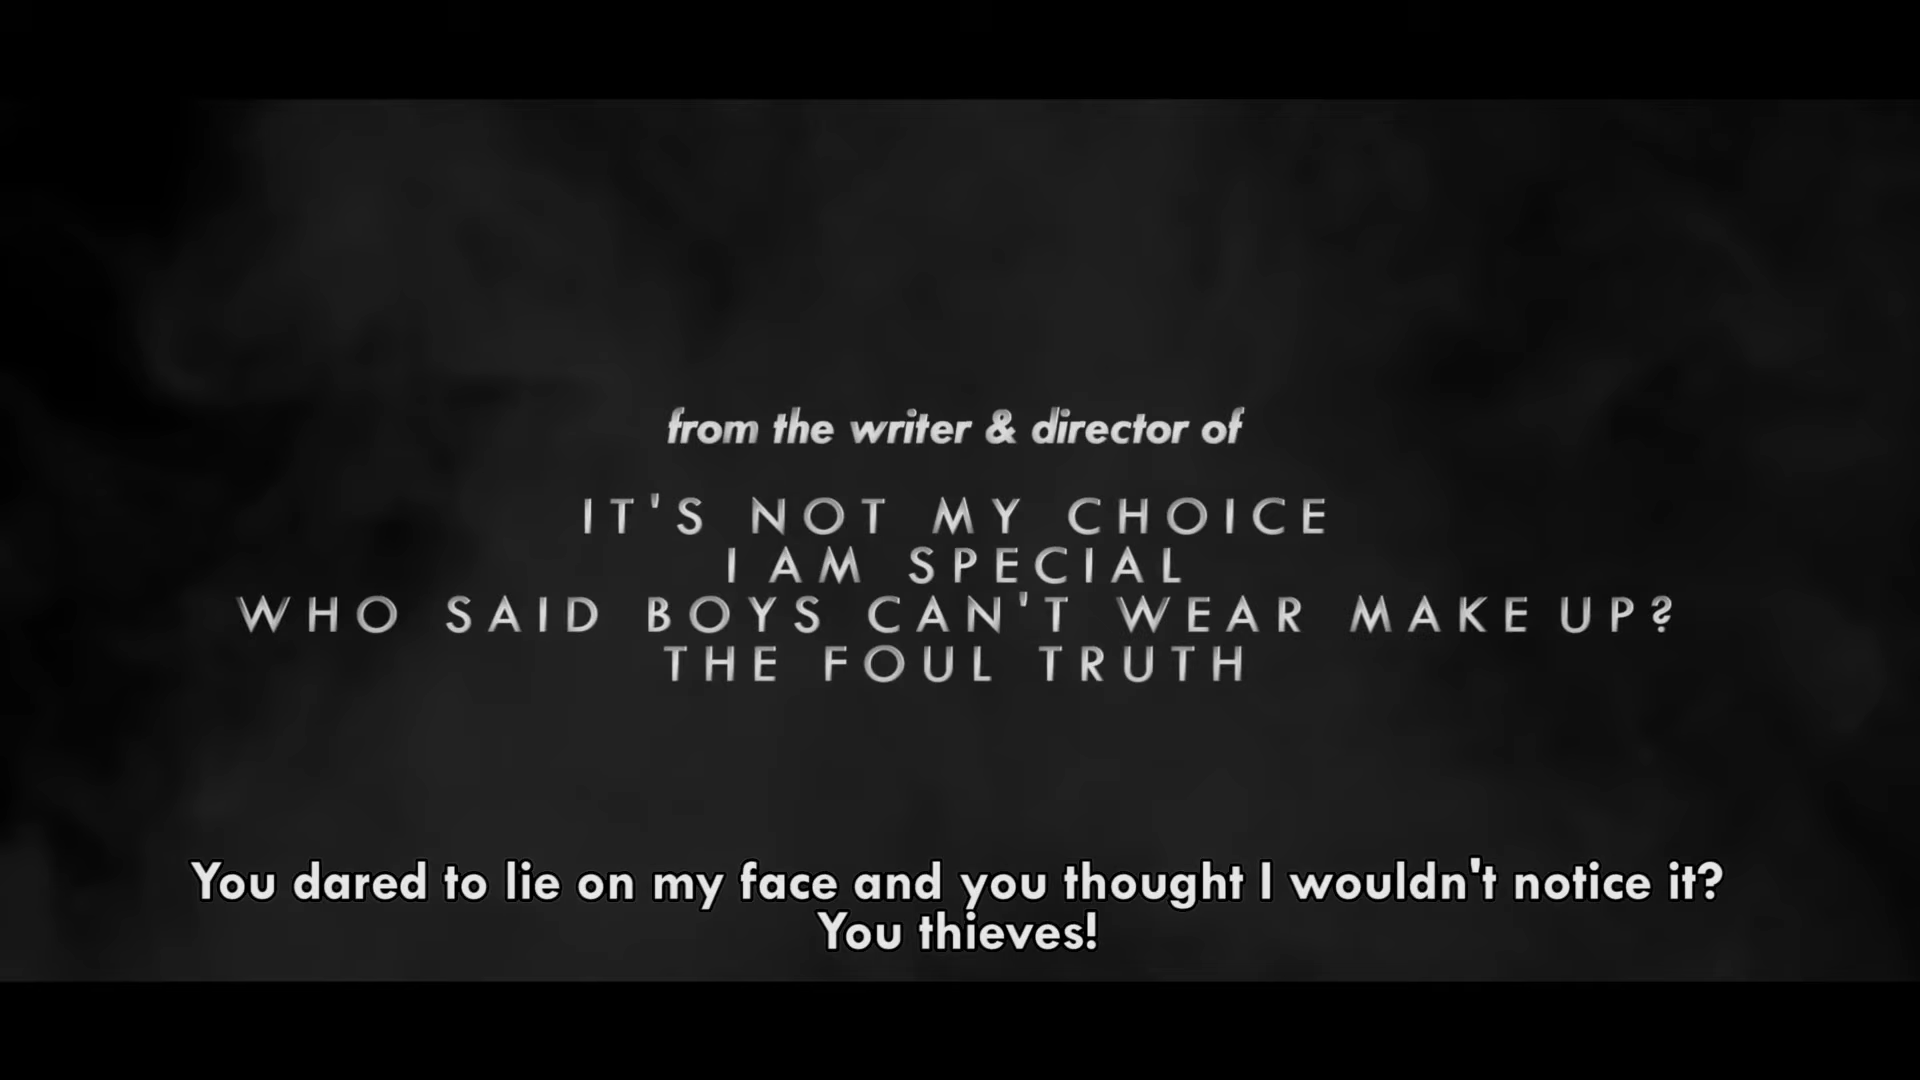 from the writer & director of
IT'S NOT MY CHOICE
I AM SPECIAL
WHO SAID BOYS CAN'T WEAR MAKE UP?
THE FOUL TRUTH
You dared to lie on my face and you thought I wouldn't notice it?
You thieves!